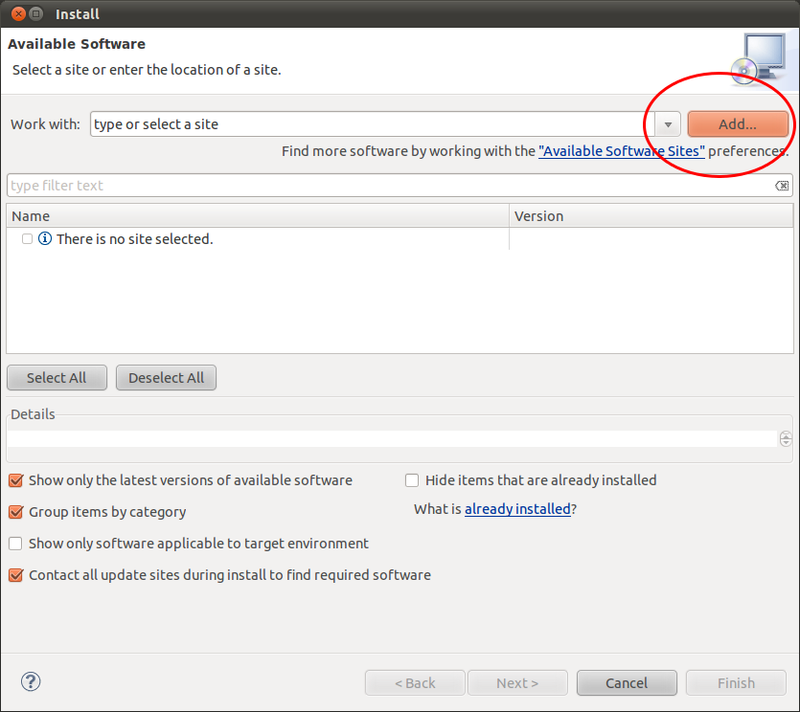 Install
Available Software
Select a site or enter the location of a site.
Work with: type or select a site Add...
Find more software by working with the "Available Software Sites" preferences.
type filter text
Name Version
There is no site selected.
Select All Deselect All
Details
Show only the latest versions of available software Hide items that are already installed
Group items by category What is already installed?
Show only software applicable to target environment
Contact all update sites during install to find required software
? < Back Next > Cancel Finish